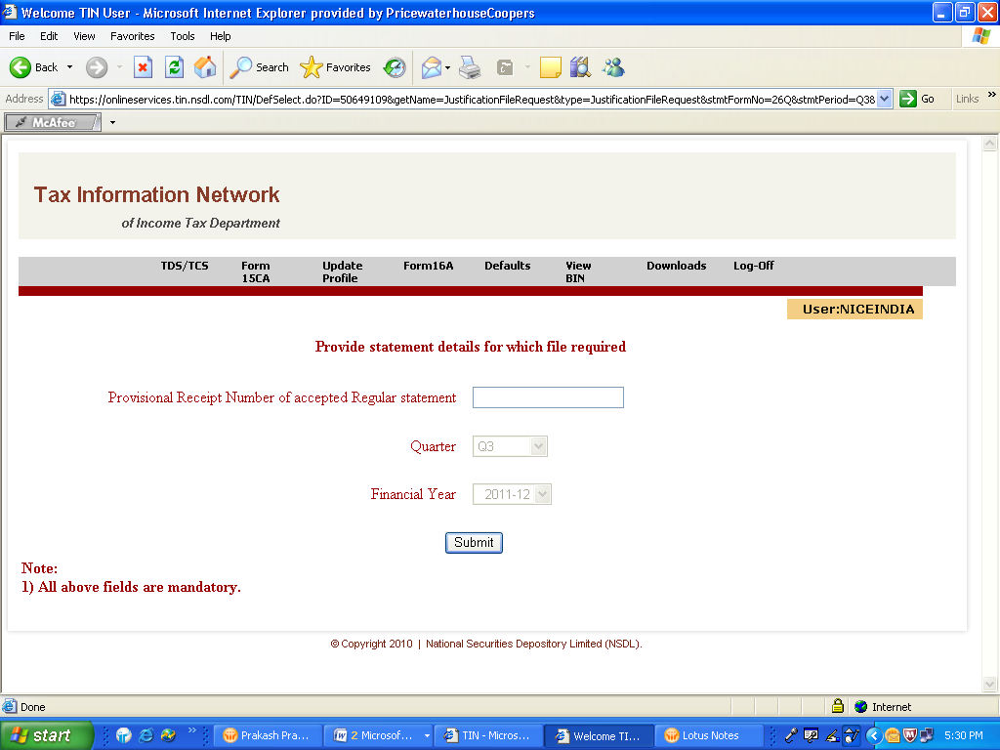 Welcome TIN User - Microsoft Internet Explorer provided by PricewaterhouseCoopers
File Edit View Favorites Tools Help
Back Search Favorites
Address https://onlineservices.tin.nsdl.com/TIN/DefSelect.do?ID=50649109&getName=JustificationFileRequest&type=JustificationFileRequest&stmtFormNo=26Q&stmtPeriod=Q3& Go Links »
McAfee
Tax Information Network
of Income Tax Department
TDS/TCS Form 15CA Update Profile Form16A Defaults View BIN Downloads Log-Off
User:NICEINDIA
Provide statement details for which file required
Provisional Receipt Number of accepted Regular statement
Quarter Q3
Financial Year 2011-12
Submit
Note:
1) All above fields are mandatory.
© Copyright 2010 | National Securities Depository Limited (NSDL).
Done Internet
start » Prakash Pra... 2 Microsof... TIN - Micros... Welcome TI... Lotus Notes 5:30 PM